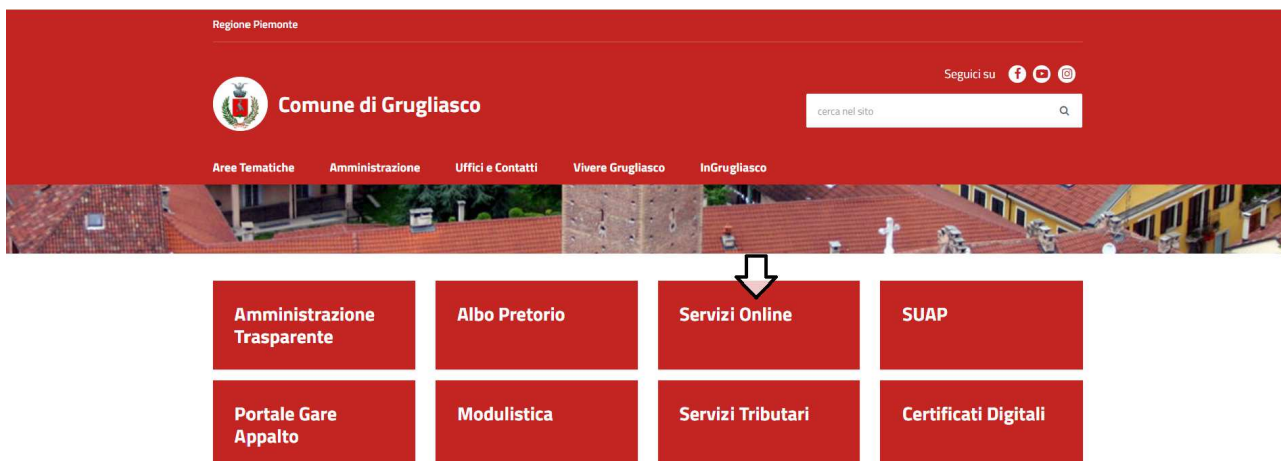 Regione Piemonte
Seguici su
Comune di Grugliasco
cerca nel sito
Aree Tematiche Amministrazione Uffici e Contatti Vivere Grugliasco InGrugliasco
Amministrazione
Trasparente
Albo Pretorio
Servizi Online
SUAP
Portale Gare
Appalto
Modulistica
Servizi Tributari
Certificati Digitali